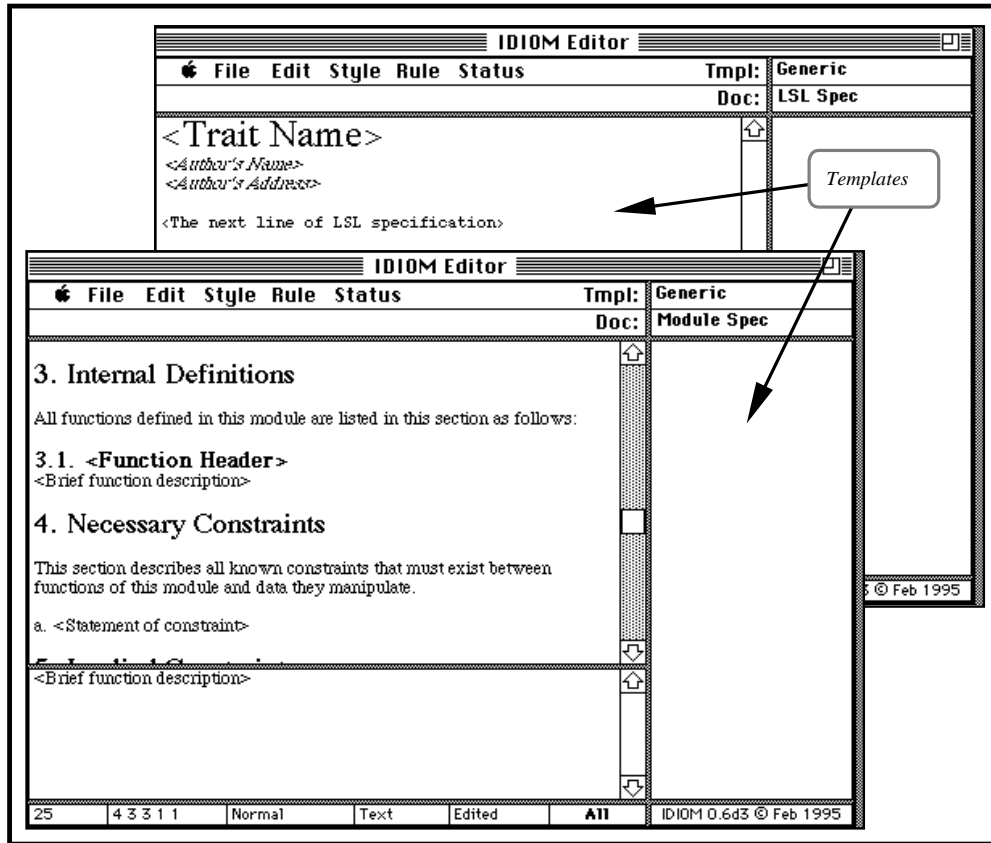 IDIOM Editor
File Edit Style Rule Status Tmpl: Generic
Doc: LSL Spec
<Trait Name>
<Author's Name>
<Author's Address>
<The next line of LSL specification>
Templates
© Feb 1995
IDIOM Editor
File Edit Style Rule Status Tmpl: Generic
Doc: Module Spec
3. Internal Definitions
All functions defined in this module are listed in this section as follows:
3.1. <Function Header>
<Brief function description>
4. Necessary Constraints
This section describes all known constraints that must exist between
functions of this module and data they manipulate.
a. <Statement of constraint>
<Brief function description>
25 4 3 3 1 1 Normal Text Edited All IDIOM 0.6d3 © Feb 1995